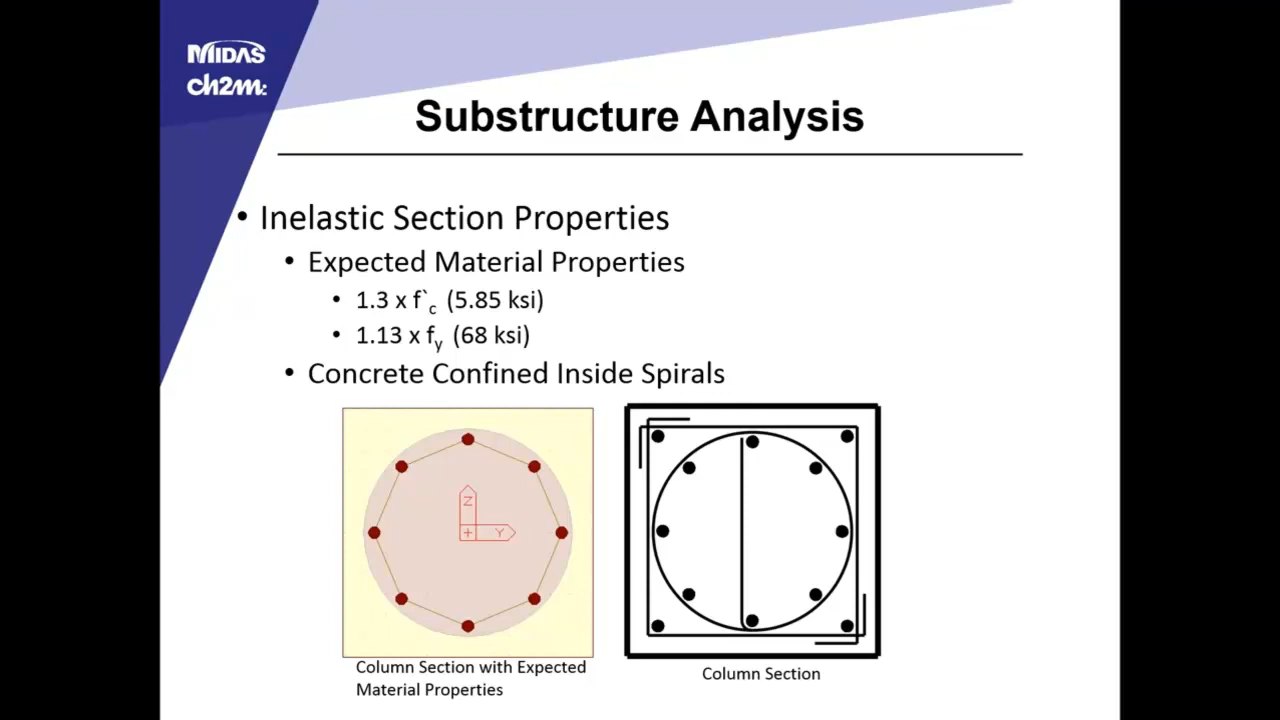 MIDAS
ch2m:
Substructure Analysis
• Inelastic Section Properties
• Expected Material Properties
• 1.3 x f`c (5.85 ksi)
• 1.13 x fy (68 ksi)
• Concrete Confined Inside Spirals
Z
Y
Column Section with Expected
Material Properties
Column Section